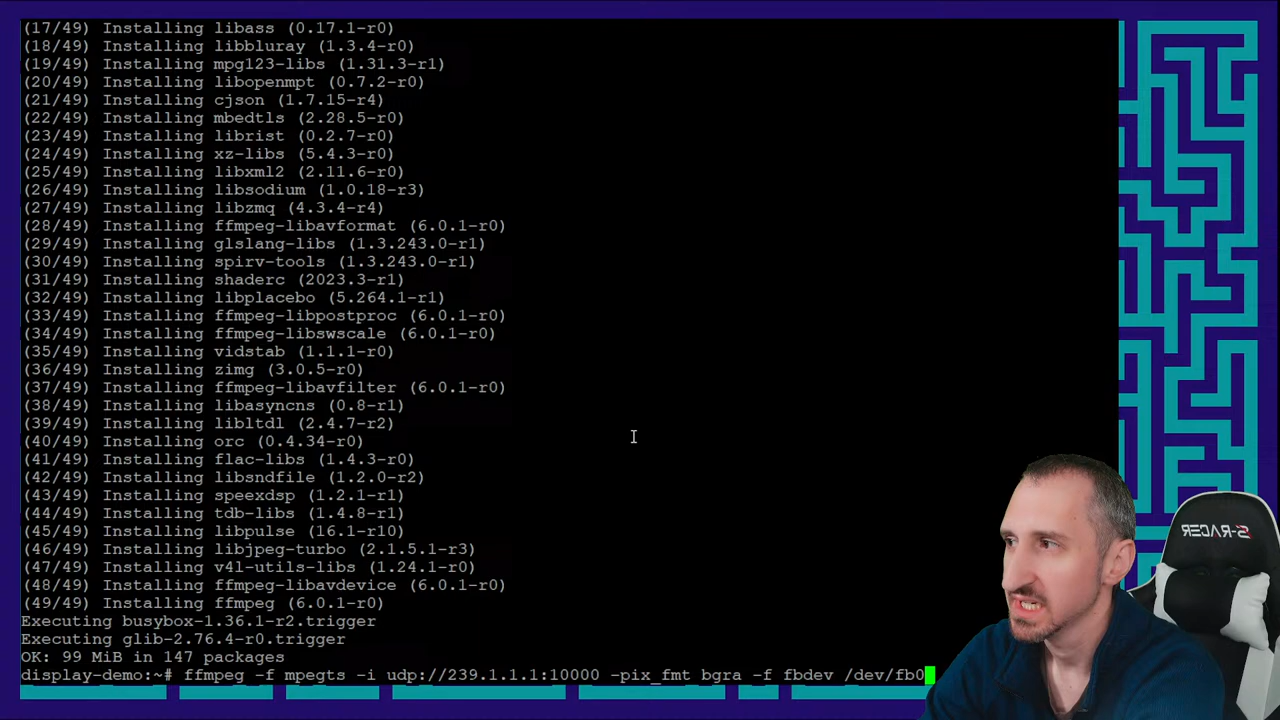 (17/49) Installing libass (0.17.1-r0)
(18/49) Installing libbluray (1.3.4-r0)
(19/49) Installing mpg123-libs (1.31.3-r1)
(20/49) Installing libopenmpt (0.7.2-r0)
(21/49) Installing cjson (1.7.15-r4)
(22/49) Installing mbedtls (2.28.5-r0)
(23/49) Installing librist (0.2.7-r0)
(24/49) Installing xz-libs (5.4.3-r0)
(25/49) Installing libxml2 (2.11.6-r0)
(26/49) Installing libsodium (1.0.18-r3)
(27/49) Installing libzmq (4.3.4-r4)
(28/49) Installing ffmpeg-libavformat (6.0.1-r0)
(29/49) Installing glslang-libs (1.3.243.0-r1)
(30/49) Installing spirv-tools (1.3.243.0-r1)
(31/49) Installing shaderc (2023.3-r1)
(32/49) Installing libplacebo (5.264.1-r1)
(33/49) Installing ffmpeg-libpostproc (6.0.1-r0)
(34/49) Installing ffmpeg-libswscale (6.0.1-r0)
(35/49) Installing vidstab (1.1.1-r0)
(36/49) Installing zimg (3.0.5-r0)
(37/49) Installing ffmpeg-libavfilter (6.0.1-r0)
(38/49) Installing libasyncns (0.8-r1)
(39/49) Installing libltdl (2.4.7-r2)
(40/49) Installing orc (0.4.34-r0)
(41/49) Installing flac-libs (1.4.3-r0)
(42/49) Installing libsndfile (1.2.0-r2)
(43/49) Installing speexdsp (1.2.1-r1)
(44/49) Installing tdb-libs (1.4.8-r1)
(45/49) Installing libpulse (16.1-r10)
(46/49) Installing libjpeg-turbo (2.1.5.1-r3)
(47/49) Installing v4l-utils-libs (1.24.1-r0)
(48/49) Installing ffmpeg-libavdevice (6.0.1-r0)
(49/49) Installing ffmpeg (6.0.1-r0)
Executing busybox-1.36.1-r2.trigger
Executing glib-2.76.4-r0.trigger
OK: 99 MiB in 147 packages
display-demo:~# ffmpeg -f mpegts -i udp://239.1.1.1:10000 -pix_fmt bgra -f fbdev /dev/fb0
S-RACER